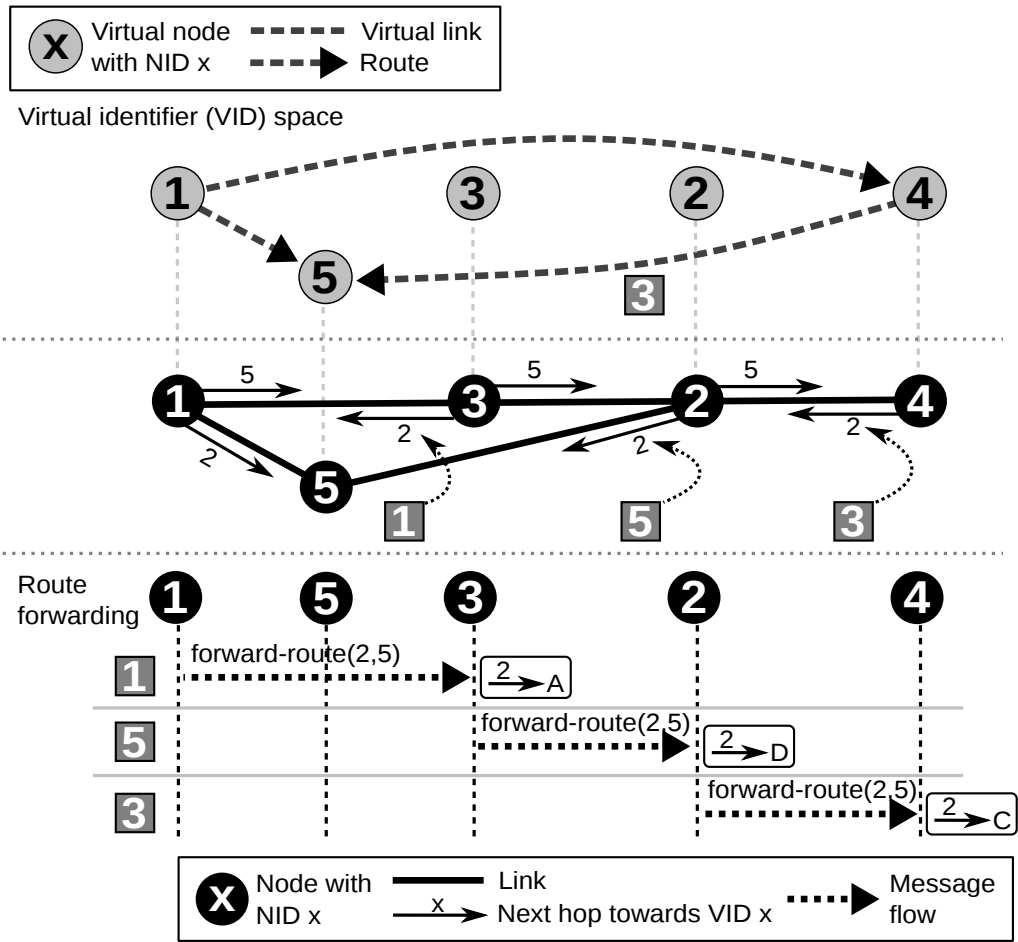 X Virtual node Virtual link
with NID x Route
Virtual identifier (VID) space
1 3 2 4
5
3
5 5 5
1 3 2 4
2 2 2 2
5
1 5 3
Route
forwarding
1 5 3 2 4
forward-route(2,5)
1 2 A
forward-route(2,5)
5 2 D
forward-route(2,5)
3 2 C
X Node with Link Message
NID x x Next hop towards VID x flow